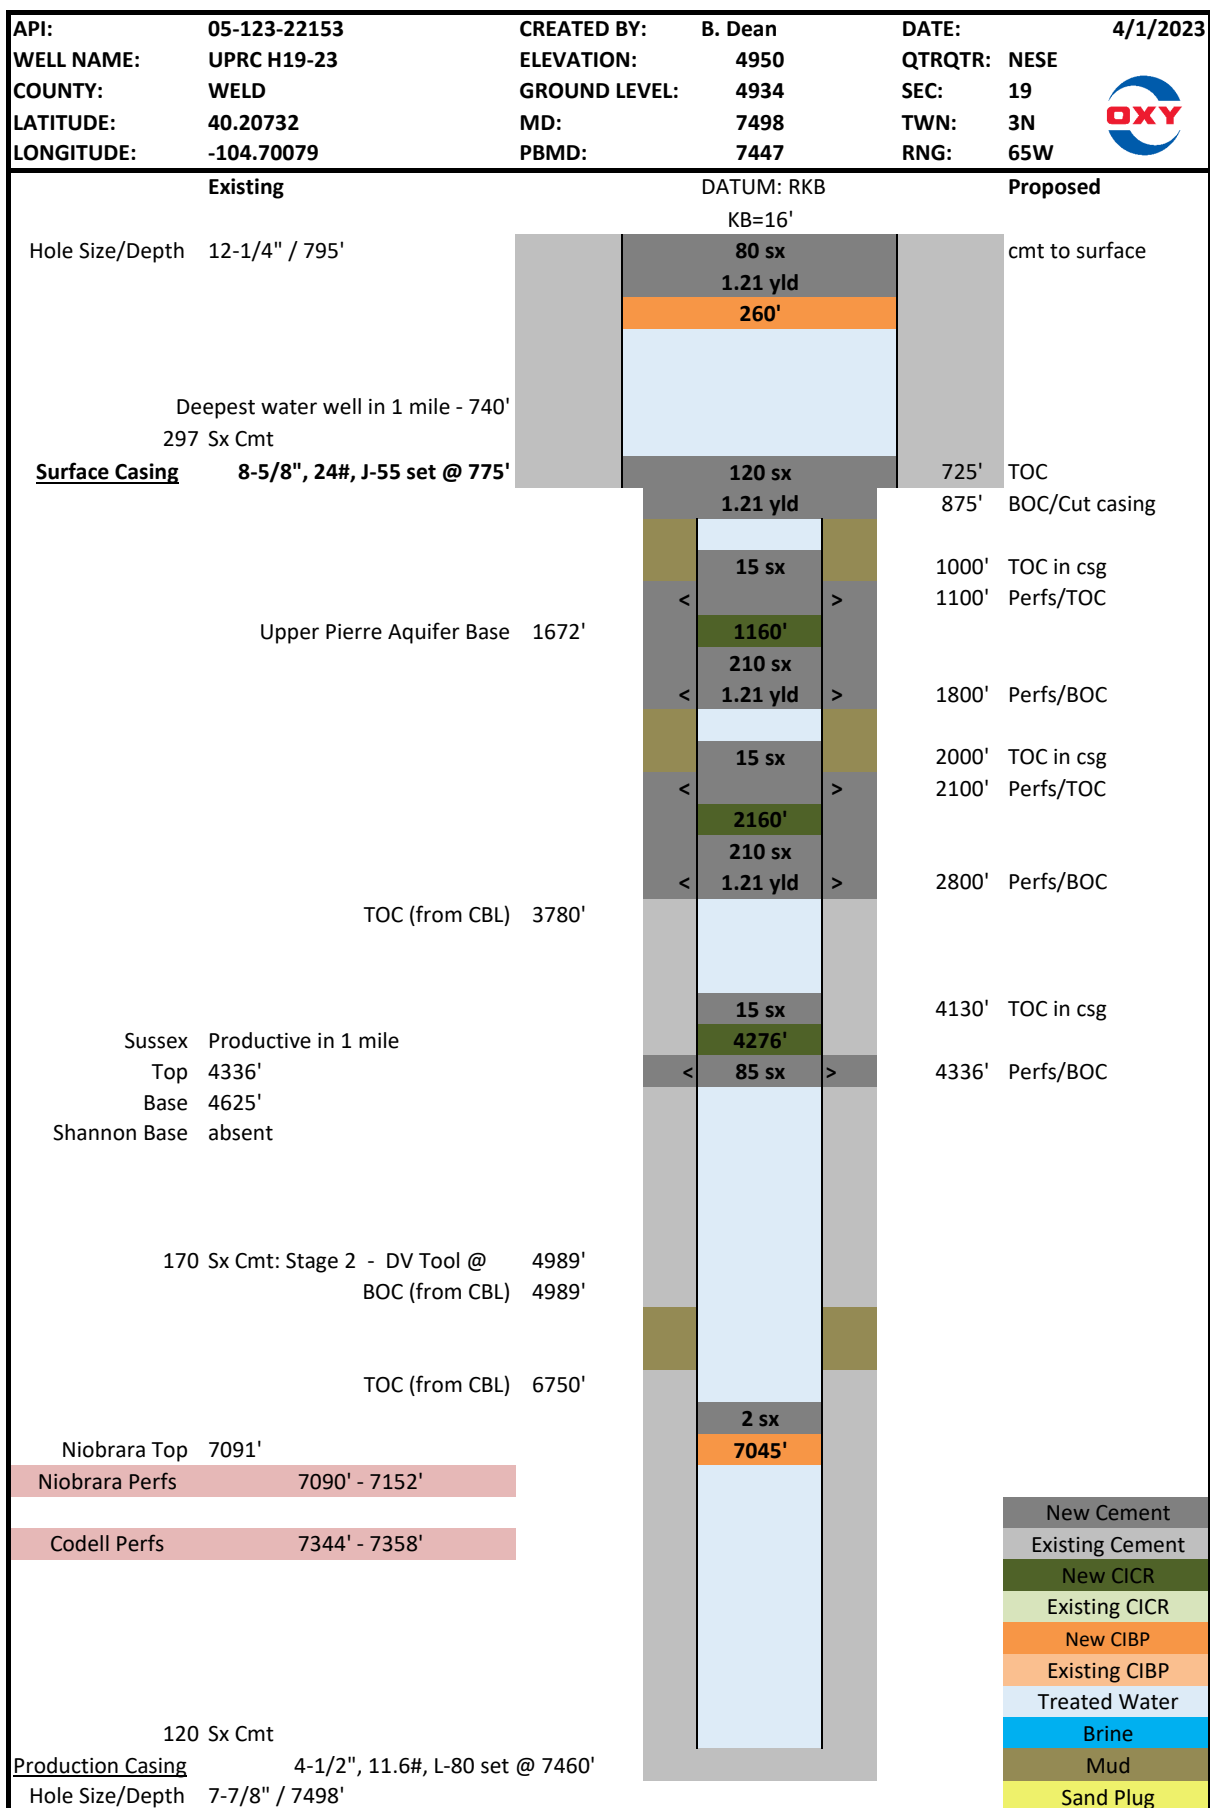 API: 05-123-22153 CREATED BY: B. Dean DATE: 4/1/2023
WELL NAME: UPRC H19-23 ELEVATION: 4950 QTRQTR: NESE
COUNTY: WELD GROUND LEVEL: 4934 SEC: 19
OXY
LATITUDE: 40.20732 MD: 7498 TWN: 3N
LONGITUDE: -104.70079 PBMD: 7447 RNG: 65W
Existing DATUM: RKB Proposed
KB=16'
Hole Size/Depth 12-1/4" / 795' 80 sx cmt to surface
1.21 yld
260'
Deepest water well in 1 mile - 740'
297 Sx Cmt
Surface Casing 8-5/8", 24#, J-55 set @ 775' 120 sx 725' TOC
1.21 yld 875' BOC/Cut casing
15 sx 1000' TOC in csg
< > 1100' Perfs/TOC
Upper Pierre Aquifer Base 1672' 1160'
210 sx
< 1.21 yld > 1800' Perfs/BOC
15 sx 2000' TOC in csg
< > 2100' Perfs/TOC
2160'
210 sx
< 1.21 yld > 2800' Perfs/BOC
TOC (from CBL) 3780'
15 sx 4130' TOC in csg
Sussex Productive in 1 mile 4276'
Top 4336' < 85 sx > 4336' Perfs/BOC
Base 4625'
Shannon Base absent
170 Sx Cmt: Stage 2 - DV Tool @ 4989'
BOC (from CBL) 4989'
TOC (from CBL) 6750'
2 sx
Niobrara Top 7091' 7045'
Niobrara Perfs 7090' - 7152'
New Cement
Codell Perfs 7344' - 7358' Existing Cement
New CICR
Existing CICR
New CIBP
Existing CIBP
Treated Water
120 Sx Cmt Brine
Production Casing 4-1/2", 11.6#, L-80 set @ 7460' Mud
Hole Size/Depth 7-7/8" / 7498' Sand Plug